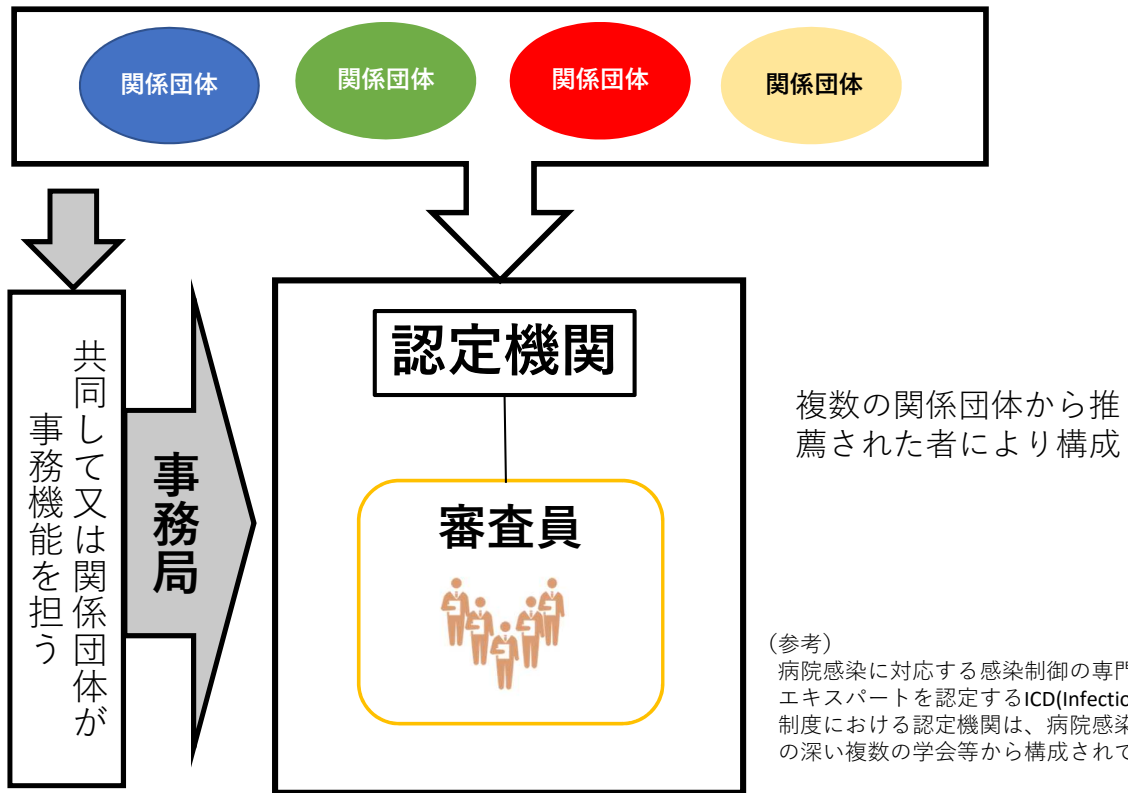 関係団体
関係団体
関係団体
関係団体
共同して又は関係団体が
事務機能を担う
事務局
認定機関
審査員
複数の関係団体から推
薦された者により構成
（参考）
病院感染に対応する感染制御の専門
エキスパートを認定するICD(Infectio
制度における認定機関は、病院感染
の深い複数の学会等から構成されて